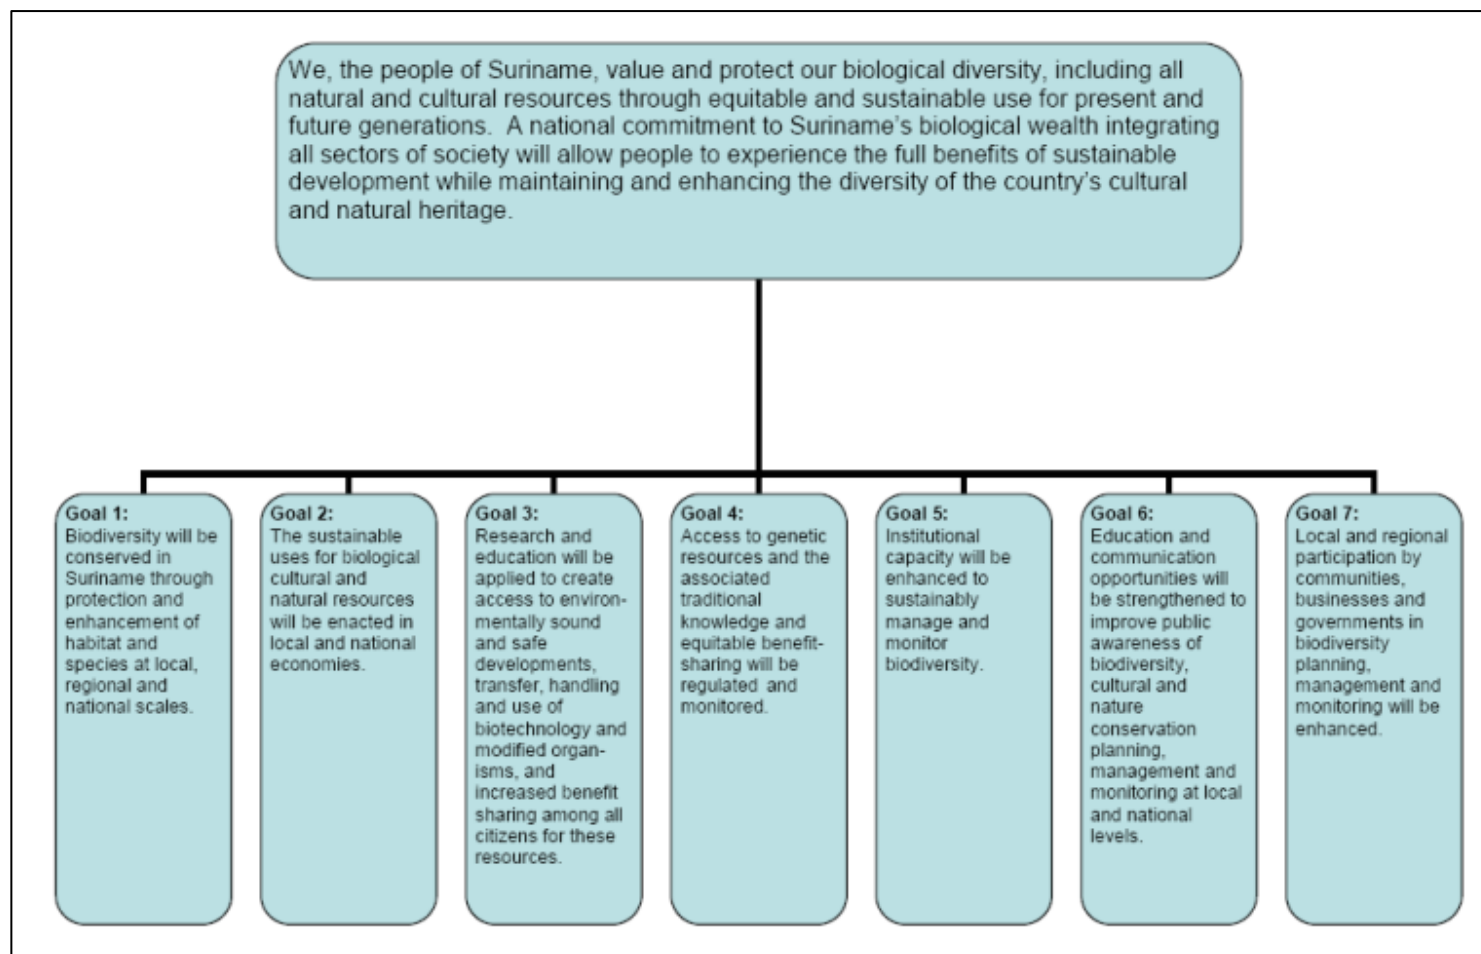 We, the people of Suriname, value and protect our biological diversity, including all
natural and cultural resources through equitable and sustainable use for present and
future generations.  A national commitment to Suriname's biological wealth integrating
all sectors of society will allow people to experience the full benefits of sustainable
development while maintaining and enhancing the diversity of the country's cultural
and natural heritage.
Goal 1:
Biodiversity will be
conserved in
Suriname through
protection and
enhancement of
habitat and
species at local,
regional and
national scales.
Goal 2:
The sustainable
uses for biological
cultural and
natural resources
will be enacted in
local and national
economies.
Goal 3:
Research and
education will be
applied to create
access to environ-
mentally sound
and safe
developments,
transfer, handling
and use of
biotechnology and
modified organ-
isms, and
increased benefit
sharing among all
citizens for these
resources.
Goal 4:
Access to genetic
resources and the
associated
traditional
knowledge and
equitable benefit-
sharing will be
regulated and
monitored.
Goal 5:
Institutional
capacity will be
enhanced to
sustainably
manage and
monitor
biodiversity.
Goal 6:
Education and
communication
opportunities will
be strengthened to
improve public
awareness of
biodiversity,
cultural and
nature
conservation
planning,
management and
monitoring at local
and national
levels.
Goal 7:
Local and regional
participation by
communities,
businesses and
governments in
biodiversity
planning,
management and
monitoring will be
enhanced.